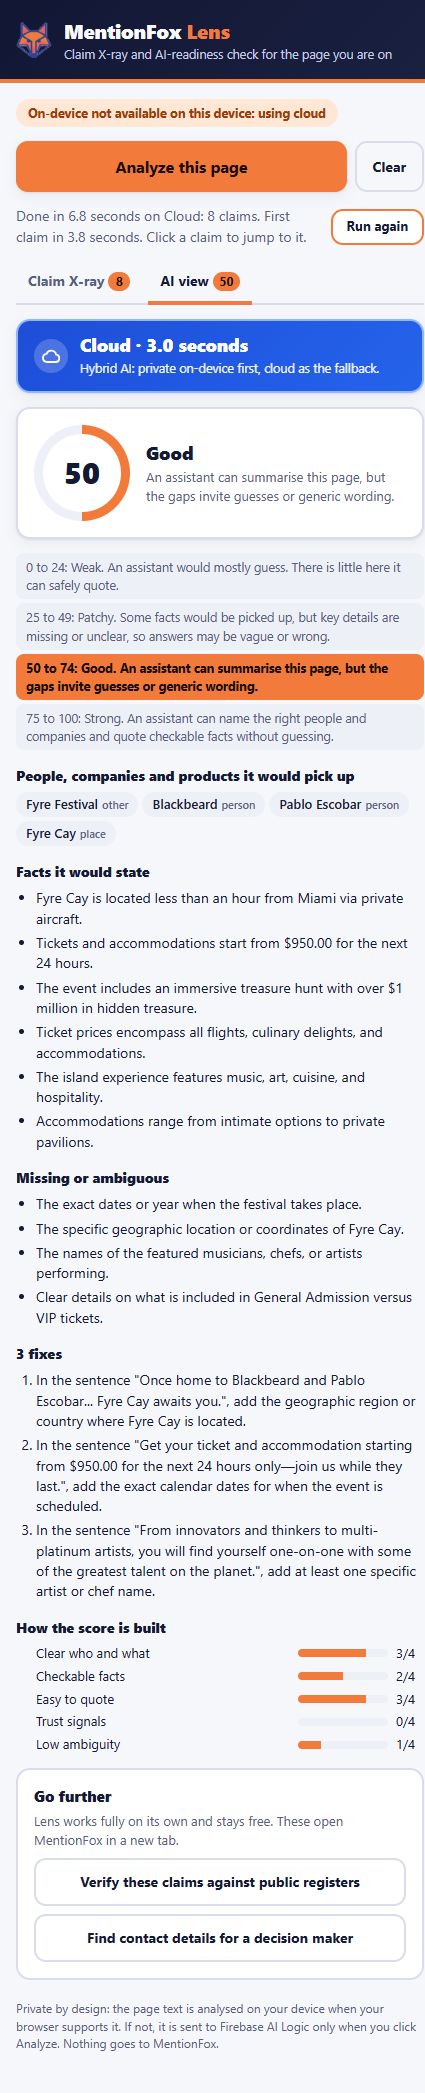 MentionFox Lens
Claim X-ray and AI-readiness check for the page you are on
On-device not available on this device: using cloud
Analyze this page
Clear
Done in 6.8 seconds on Cloud: 8 claims. First
claim in 3.8 seconds. Click a claim to jump to it.
Run again
Claim X-ray 8
AI view 50
Cloud · 3.0 seconds
Hybrid AI: private on-device first, cloud as the fallback.
50
Good
An assistant can summarise this page, but
the gaps invite guesses or generic wording.
0 to 24: Weak. An assistant would mostly guess. There is little here it
can safely quote.
25 to 49: Patchy. Some facts would be picked up, but key details are
missing or unclear, so answers may be vague or wrong.
50 to 74: Good. An assistant can summarise this page, but the
gaps invite guesses or generic wording.
75 to 100: Strong. An assistant can name the right people and
companies and quote checkable facts without guessing.
People, companies and products it would pick up
Fyre Festival other
Blackbeard person
Pablo Escobar person
Fyre Cay place
Facts it would state
• Fyre Cay is located less than an hour from Miami via private
aircraft.
• Tickets and accommodations start from $950.00 for the next
24 hours.
• The event includes an immersive treasure hunt with over $1
million in hidden treasure.
• Ticket prices encompass all flights, culinary delights, and
accommodations.
• The island experience features music, art, cuisine, and
hospitality.
• Accommodations range from intimate options to private
pavilions.
Missing or ambiguous
• The exact dates or year when the festival takes place.
• The specific geographic location or coordinates of Fyre Cay.
• The names of the featured musicians, chefs, or artists
performing.
• Clear details on what is included in General Admission versus
VIP tickets.
3 fixes
1. In the sentence "Once home to Blackbeard and Pablo
Escobar... Fyre Cay awaits you.", add the geographic region or
country where Fyre Cay is located.
2. In the sentence "Get your ticket and accommodation starting
from $950.00 for the next 24 hours only—join us while they
last.", add the exact calendar dates for when the event is
scheduled.
3. In the sentence "From innovators and thinkers to multi-
platinum artists, you will find yourself one-on-one with some
of the greatest talent on the planet.", add at least one specific
artist or chef name.
How the score is built
Clear who and what 3/4
Checkable facts 2/4
Easy to quote 3/4
Trust signals 0/4
Low ambiguity 1/4
Go further
Lens works fully on its own and stays free. These open
MentionFox in a new tab.
Verify these claims against public registers
Find contact details for a decision maker
Private by design: the page text is analysed on your device when your
browser supports it. If not, it is sent to Firebase AI Logic only when you click
Analyze. Nothing goes to MentionFox.